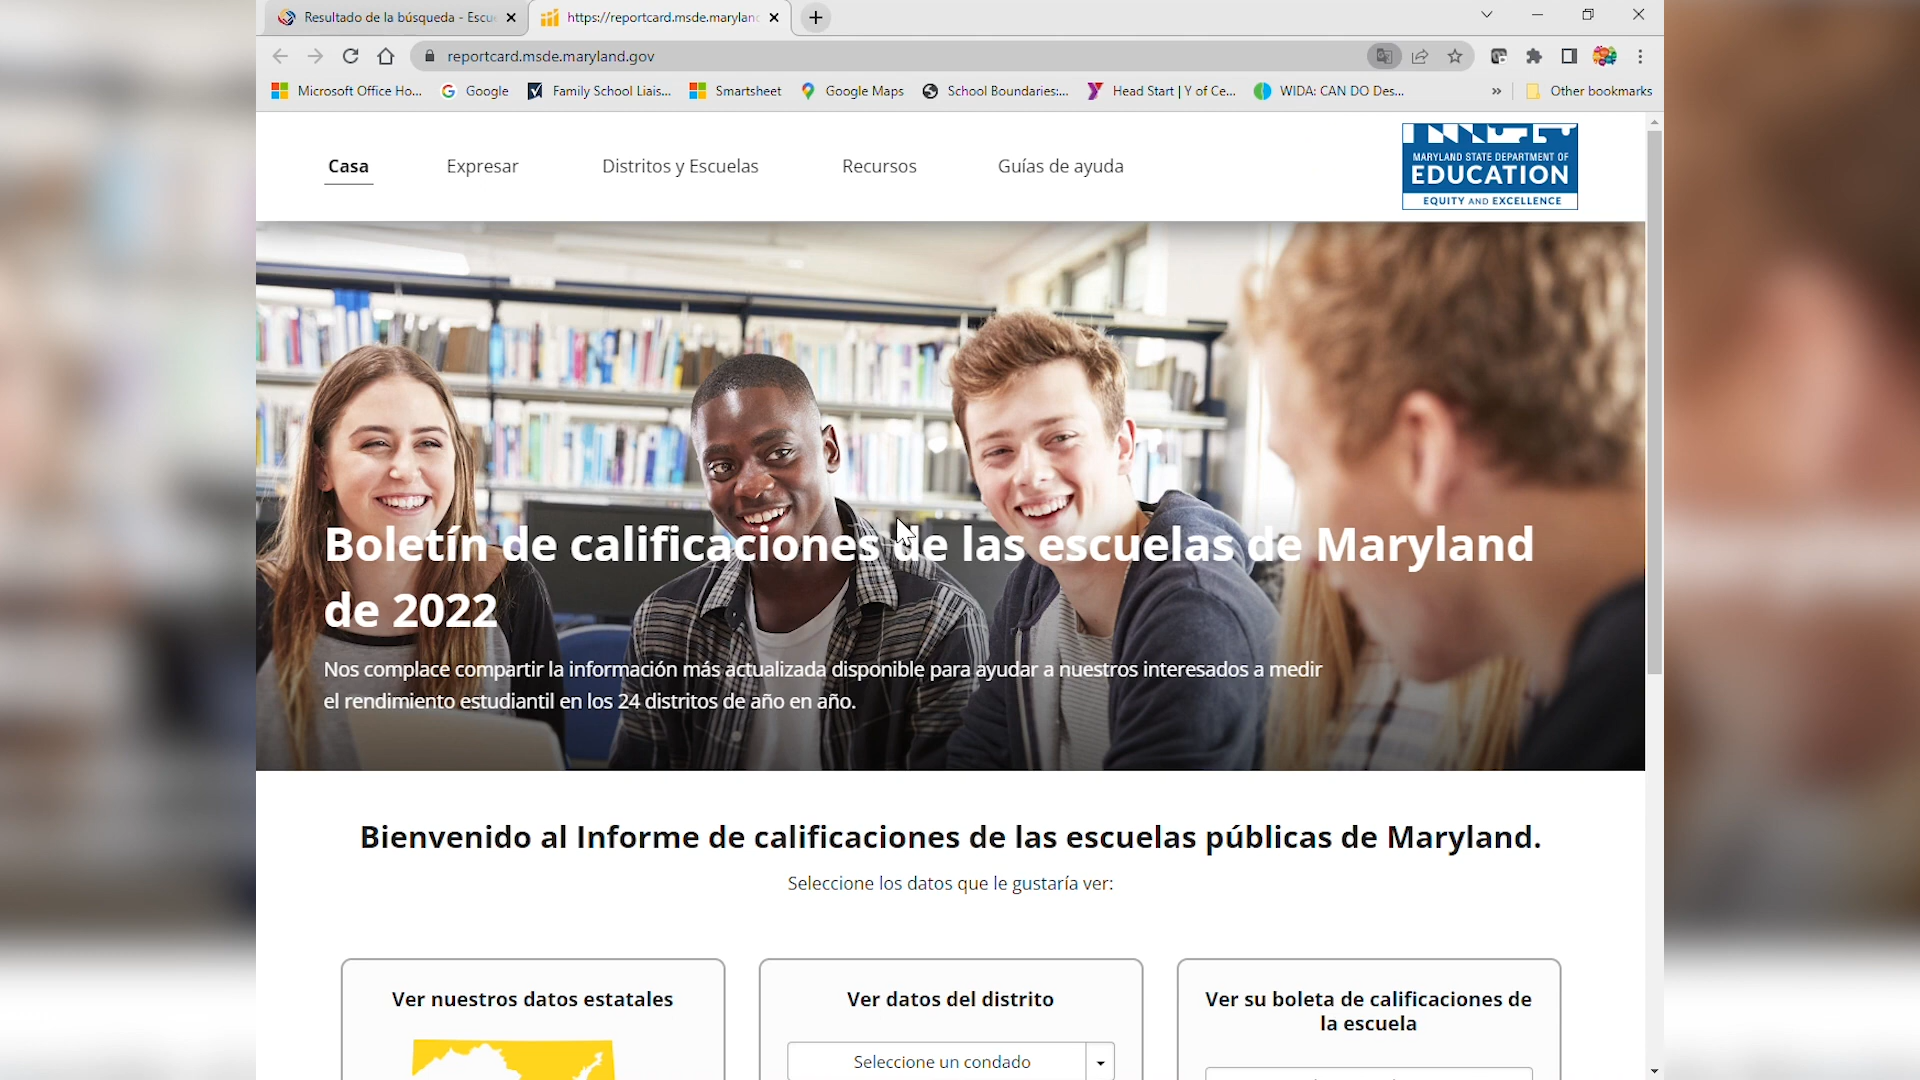 Resultado de la búsqueda - Escu
https://reportcard.msde.marylanc
reportcard.msde.maryland.gov
Microsoft Office Ho...
Google
Family School Liais...
Smartsheet
Google Maps
School Boundaries:...
Head Start | Y of Ce...
WIDA: CAN DO Des...
»
Other bookmarks
Casa
Expresar
Distritos y Escuelas
Recursos
Guías de ayuda
MARYLAND STATE DEPARTMENT OF
EDUCATION
EQUITY AND EXCELLENCE
Boletín de calificaciones de las escuelas de Maryland
de 2022
Nos complace compartir la información más actualizada disponible para ayudar a nuestros interesados a medir
el rendimiento estudiantil en los 24 distritos de año en año.
Bienvenido al Informe de calificaciones de las escuelas públicas de Maryland.
Seleccione los datos que le gustaría ver:
Ver nuestros datos estatales
Ver datos del distrito
Seleccione un condado
Ver su boleta de calificaciones de
la escuela